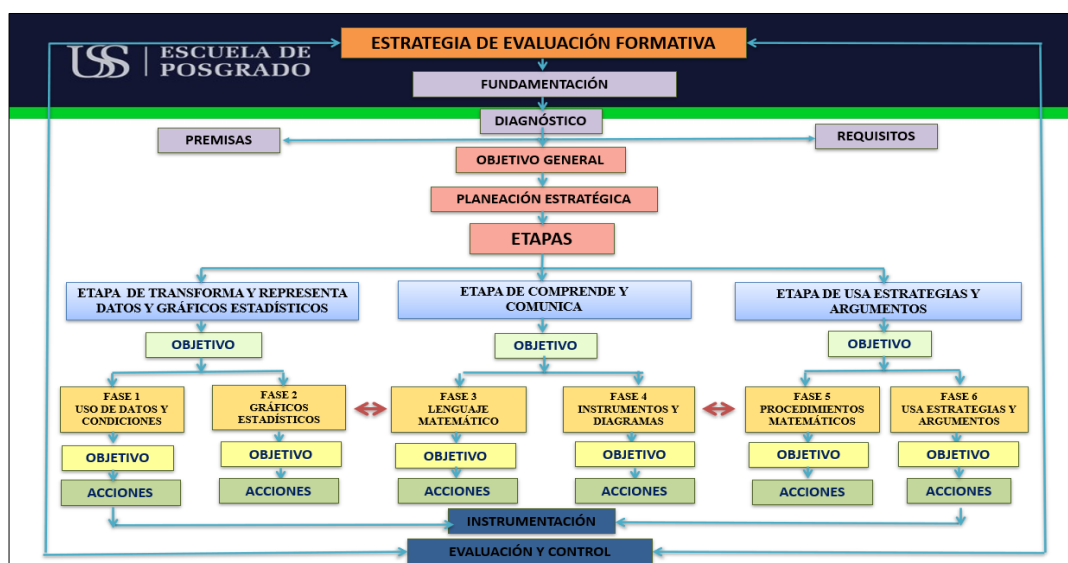 ESTRATEGIA DE EVALUACIÓN FORMATIVA
USS
ESCUELA DE
POSGRADO
FUNDAMENTACIÓN
DIAGNÓSTICO
PREMISAS
REQUISITOS
OBJETIVO GENERAL
PLANEACIÓN ESTRATÉGICA
ETAPAS
ETAPA DE TRANSFORMA Y REPRESENTA
DATOS Y GRÁFICOS ESTADÍSTICOS
ETAPA DE COMPRENDE Y
COMUNICA
ETAPA DE USA ESTRATEGIAS Y
ARGUMENTOS
OBJETIVO
OBJETIVO
OBJETIVO
FASE 1
USO DE DATOS Y
CONDICIONES
FASE 2
GRÁFICOS
ESTADÍSTICOS
FASE 3
LENGUAJE
MATEMÁTICO
FASE 4
INSTRUMENTOS Y
DIAGRAMAS
FASE 5
PROCEDIMIENTOS
MATEMÁTICOS
FASE 6
USA ESTRATEGIAS Y
ARGUMENTOS
OBJETIVO
OBJETIVO
OBJETIVO
OBJETIVO
OBJETIVO
OBJETIVO
ACCIONES
ACCIONES
ACCIONES
ACCIONES
ACCIONES
ACCIONES
INSTRUMENTACIÓN
EVALUACIÓN Y CONTROL